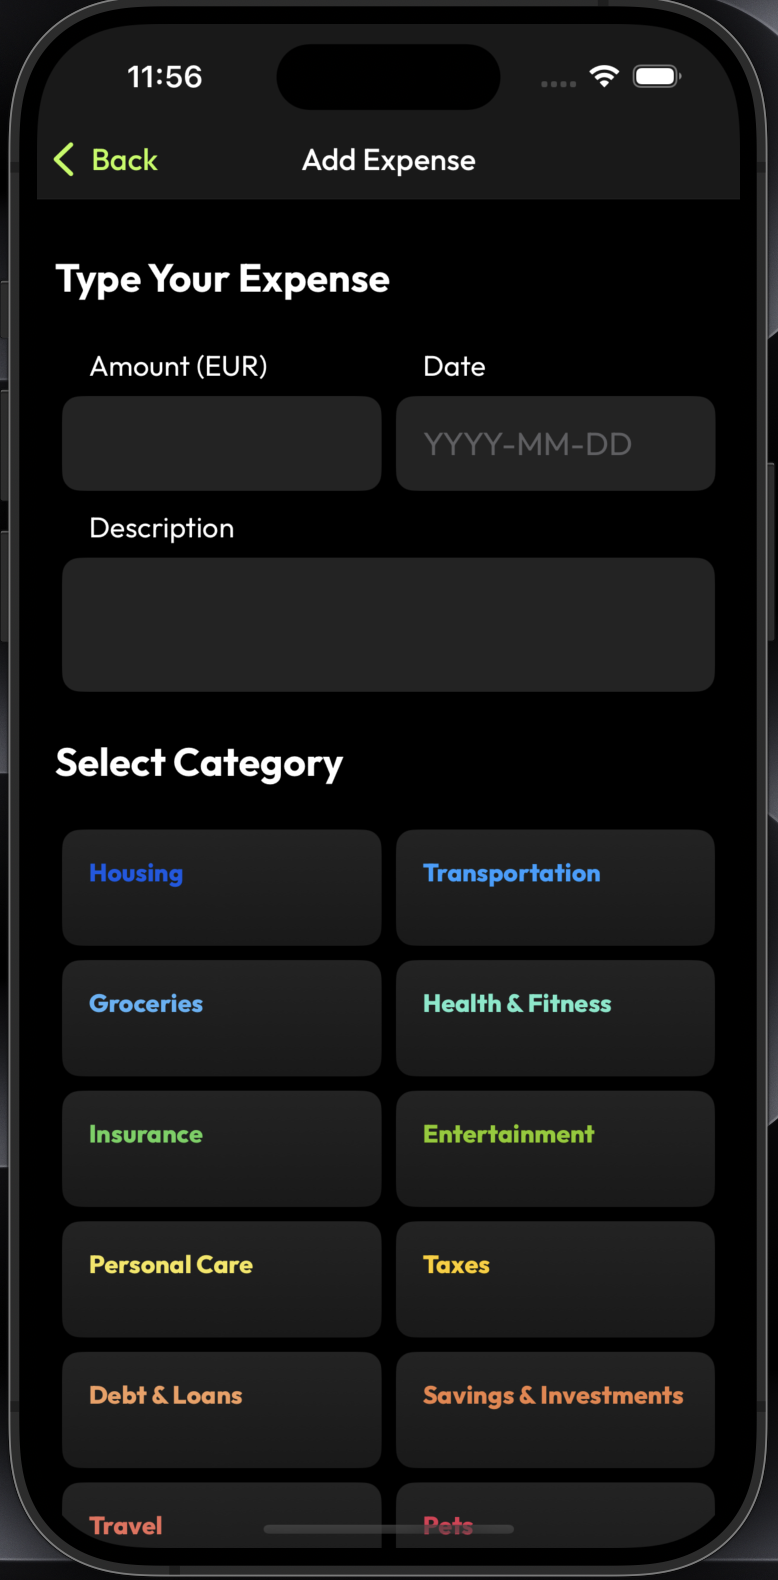 11:56
Back Add Expense
Type Your Expense
Amount (EUR) Date
YYYY-MM-DD
Description
Select Category
Housing Transportation
Groceries Health & Fitness
Insurance Entertainment
Personal Care Taxes
Debt & Loans Savings & Investments
Travel Pets